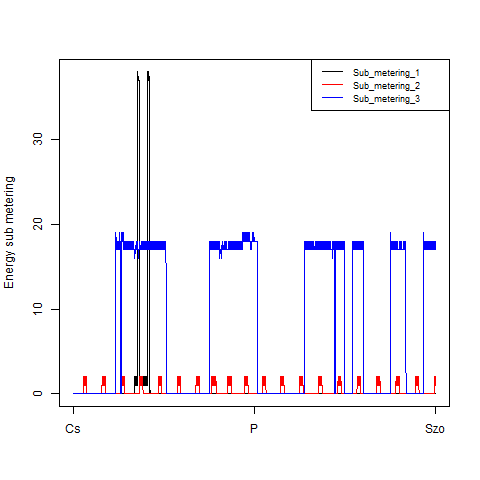 Sub_metering_1
Sub_metering_2
Sub_metering_3
Energy sub metering
30
20
10
0
Cs
P
Szo